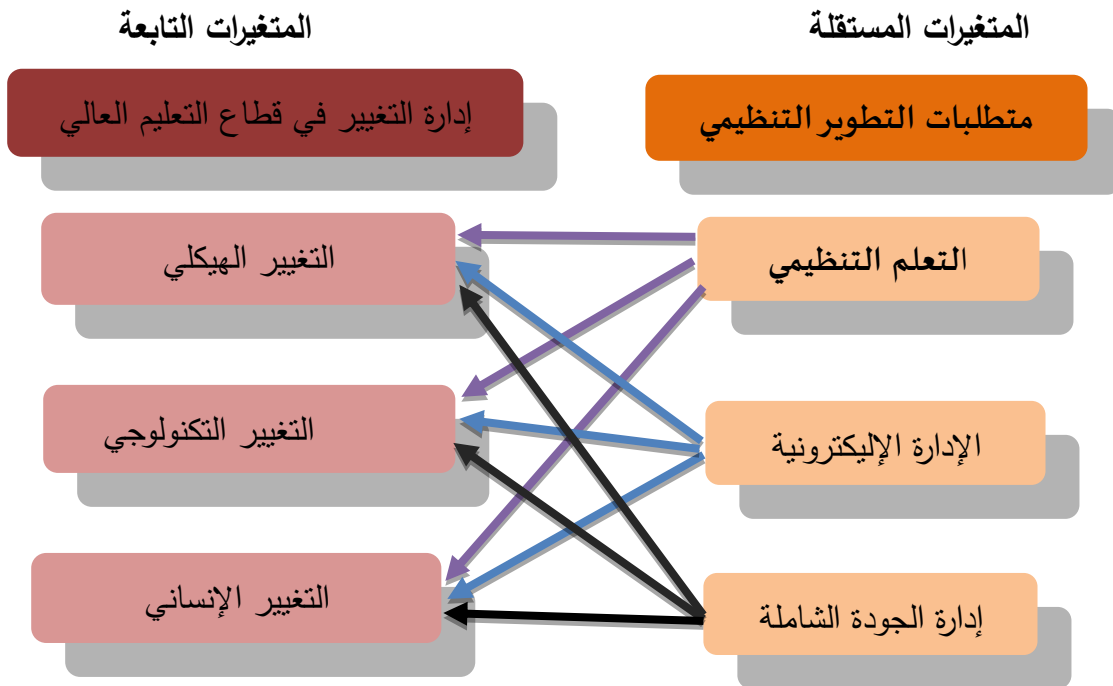 المتغيرات المستقلة
المتغيرات التابعة
متطلبات التطوير التنظيمي
إدارة التغيير في قطاع التعليم العالي
التعلم التنظيمي
التغيير الهيكلي
الإدارة الإليكترونية
التغيير التكنولوجي
إدارة الجودة الشاملة
التغيير الإنساني